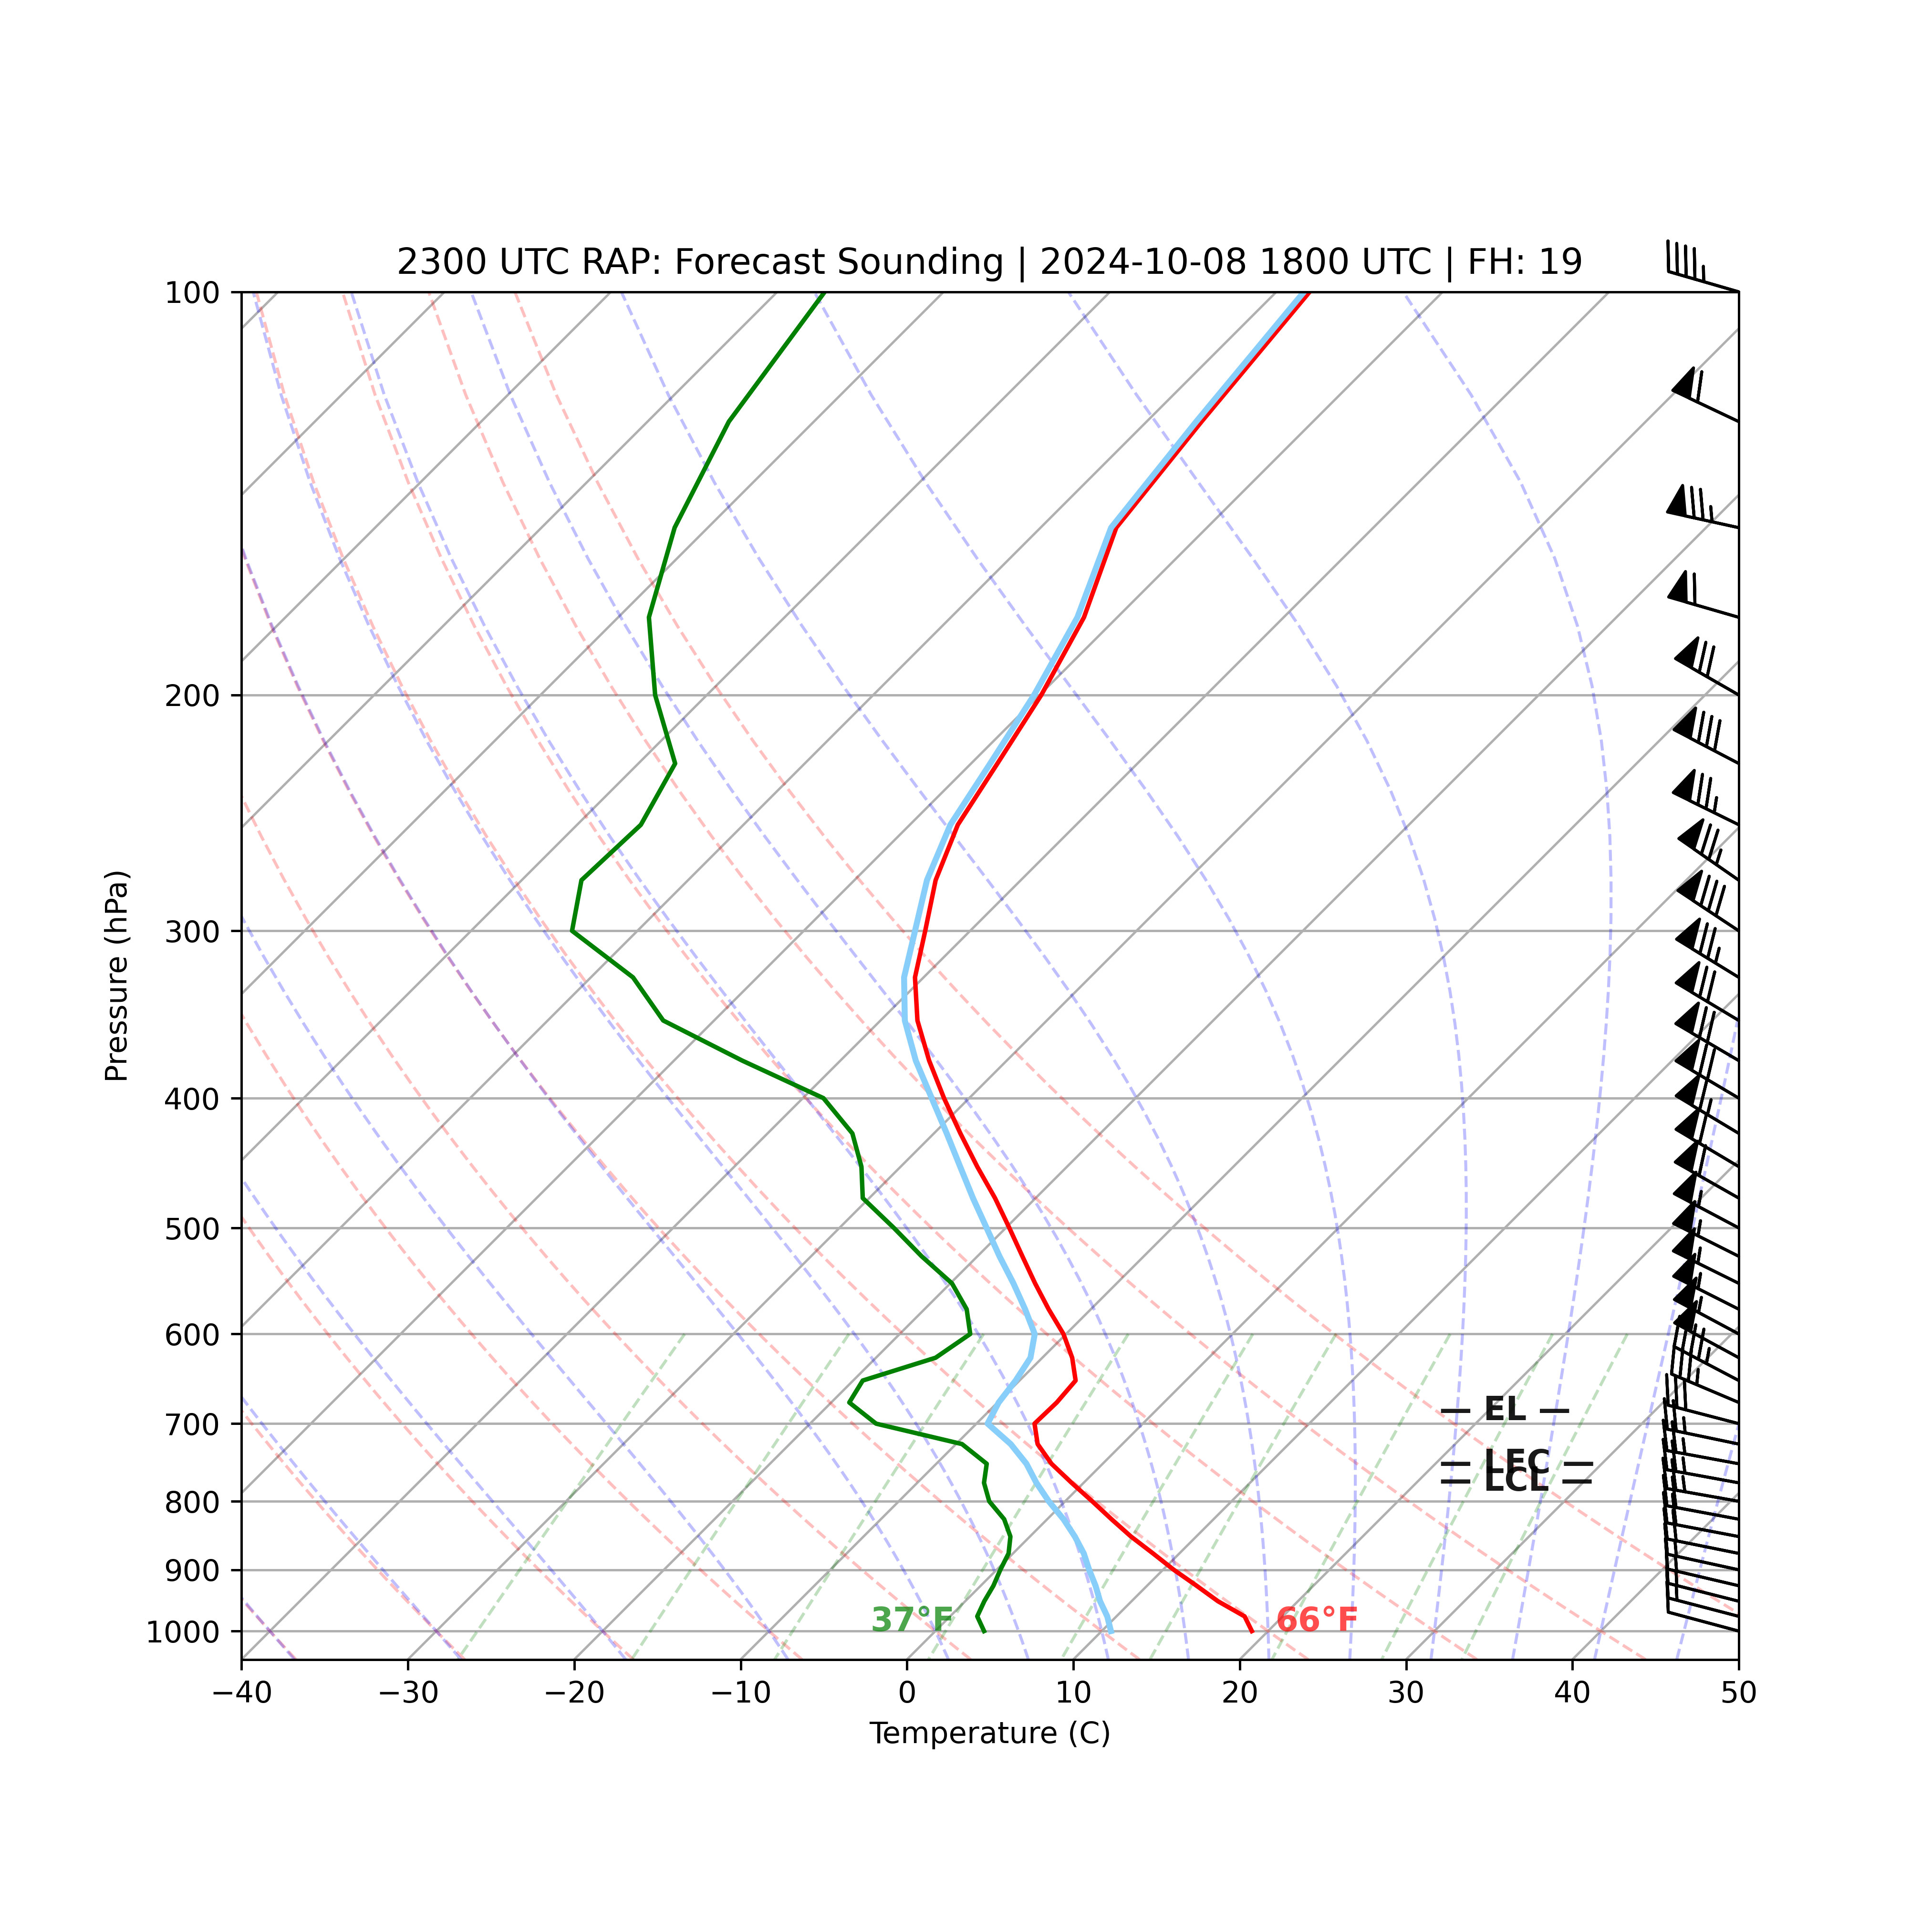 2300 UTC RAP: Forecast Sounding | 2024-10-08 1800 UTC | FH: 19
100
200
300
400
500
600
700
800
900
1000
Pressure (hPa)
— EL —
— LFC —
— LCL —
37°F
66°F
−40 −30 −20 −10 0 10 20 30 40 50
Temperature (C)